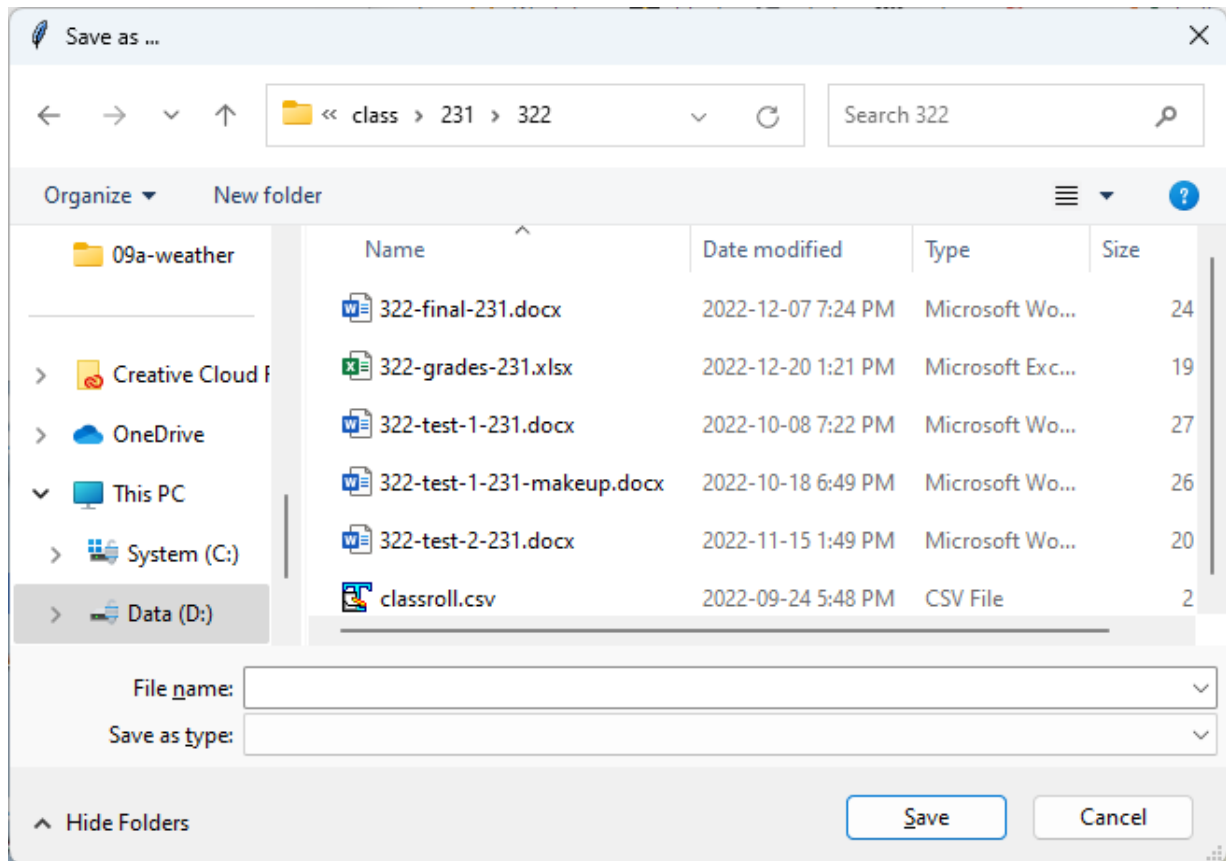 Save as ...
« class > 231 > 322
Search 322
Organize
New folder
Name Date modified Type Size
09a-weather
322-final-231.docx 2022-12-07 7:24 PM Microsoft Wo... 24
Creative Cloud F
322-grades-231.xlsx 2022-12-20 1:21 PM Microsoft Exc... 19
OneDrive
322-test-1-231.docx 2022-10-08 7:22 PM Microsoft Wo... 27
This PC
322-test-1-231-makeup.docx 2022-10-18 6:49 PM Microsoft Wo... 26
System (C:)
322-test-2-231.docx 2022-11-15 1:49 PM Microsoft Wo... 20
Data (D:)
classroll.csv 2022-09-24 5:48 PM CSV File 2
File name:
Save as type:
Hide Folders
Save
Cancel